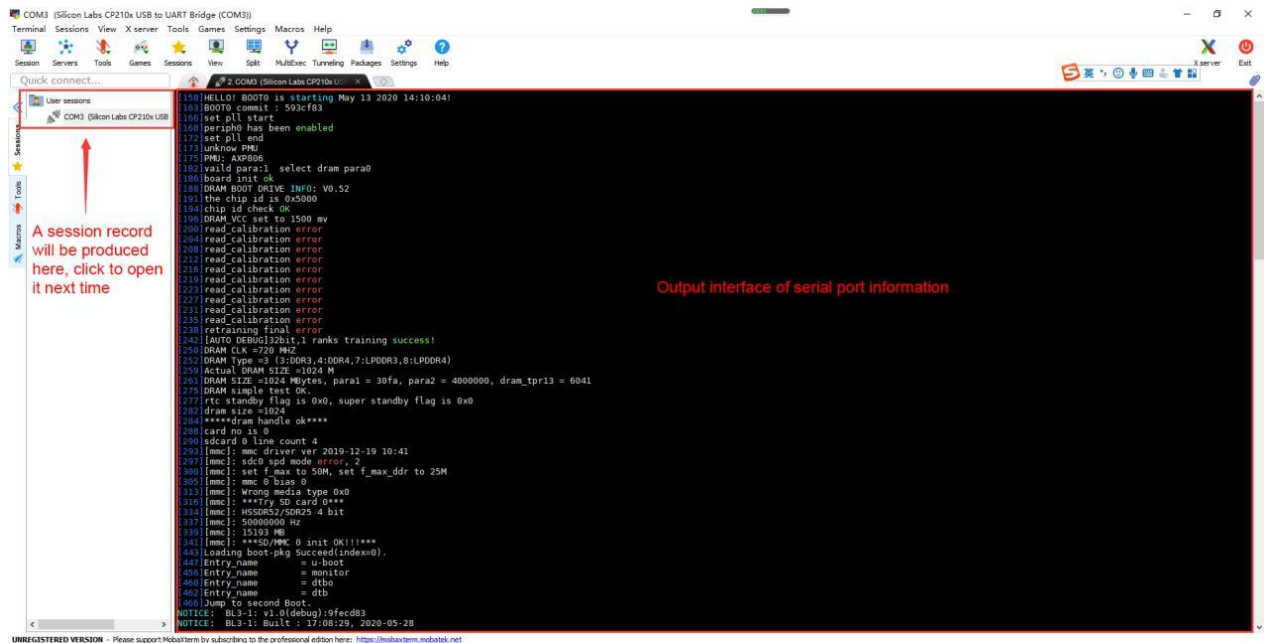 COM3 (Silicon Labs CP210x USB to UART Bridge (COM3))
Terminal Sessions View X server Tools Games Settings Macros Help
Session Servers Tools Games Sessions View Split MultiExec Tunneling Packages Settings Help X server Exit
英
Quick connect...
2. COM3 (Silicon Labs CP210x U
User sessions
COM3 (Silicon Labs CP210x USB
Sessions
Tools
Macros
A session record
will be produced
here, click to open
it next time
[158]HELLO! BOOT0 is starting May 13 2020 14:10:04!
[163]BOOT0 commit : 593cf83
[166]set pll start
[168]periph0 has been enabled
[172]set pll end
[173]unknow PMU
[175]PMU: AXP806
[182]vaild para:1 select dram para0
[186]board init ok
[188]DRAM BOOT DRIVE INFO: V0.52
[191]the chip id is 0x5000
[194]chip id check OK
[196]DRAM_VCC set to 1500 mv
[200]read_calibration error
[204]read_calibration error
[208]read_calibration error
[212]read_calibration error
[216]read_calibration error
[219]read_calibration error
[223]read_calibration error
[227]read_calibration error
[231]read_calibration error
[235]read_calibration error
[238]retraining final error
[242][AUTO DEBUG]32bit,1 ranks training success!
[250]DRAM CLK =720 MHZ
[252]DRAM Type =3 (3:DDR3,4:DDR4,7:LPDDR3,8:LPDDR4)
[259]Actual DRAM SIZE =1024 M
[261]DRAM SIZE =1024 MBytes, para1 = 30fa, para2 = 4000000, dram_tpr13 = 6041
[275]DRAM simple test OK.
[277]rtc standby flag is 0x0, super standby flag is 0x0
[282]dram size =1024
[284]*****dram handle ok****
[288]card no is 0
[290]sdcard 0 line count 4
[293][mmc]: mmc driver ver 2019-12-19 10:41
[297][mmc]: sdc0 spd mode error, 2
[300][mmc]: set f_max to 50M, set f_max_ddr to 25M
[305][mmc]: mmc 0 bias 0
[313][mmc]: Wrong media type 0x0
[316][mmc]: ***Try SD card 0***
[334][mmc]: HSSDR52/SDR25 4 bit
[337][mmc]: 50000000 Hz
[339][mmc]: 15193 MB
[341][mmc]: ***SD/MMC 0 init OK!!!***
[443]Loading boot-pkg Succeed(index=0).
[447]Entry_name = u-boot
[456]Entry_name = monitor
[460]Entry_name = dtbo
[462]Entry_name = dtb
[466]Jump to second Boot.
NOTICE: BL3-1: v1.0(debug):9fecd83
NOTICE: BL3-1: Built : 17:08:29, 2020-05-28
Output interface of serial port information
UNREGISTERED VERSION - Please support MobaXterm by subscribing to the professional edition here: https://mobaxterm.mobatek.net